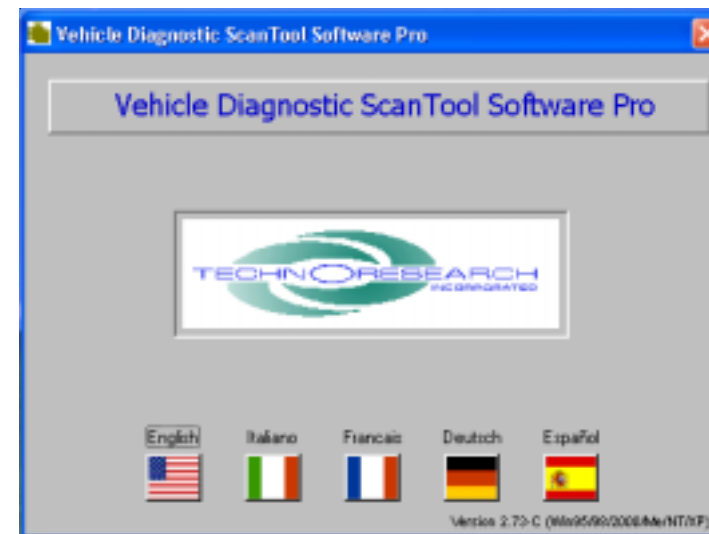 Vehicle Diagnostic ScanTool Software Pro
Vehicle Diagnostic ScanTool Software Pro
TECHNORESEARCH
INCORPORATED
English Italiano Francais Deutsch Español
Version 2.73-C (Win95/98/2000/Me/NT/XP)